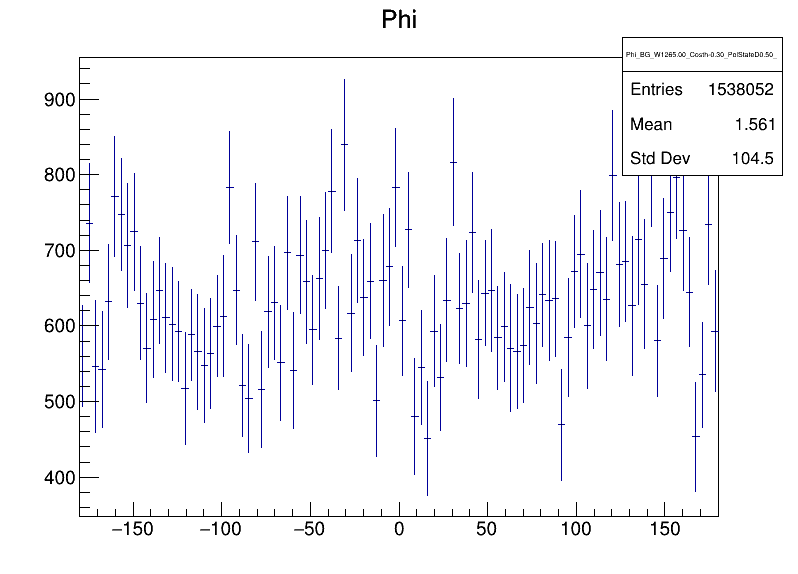 Phi
Phi_BG_W1265.00_Costh-0.30_PolStateD0.50_
Entries 1538052
Mean 1.561
Std Dev 104.5
900
800
700
600
500
400
−150 −100 −50 0 50 100 150